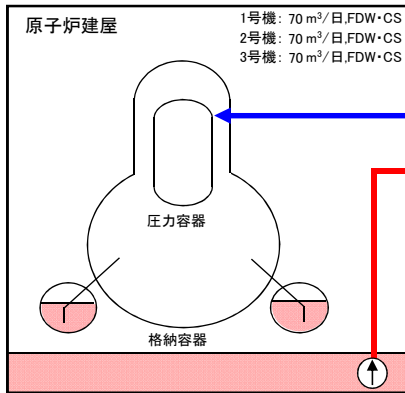 原子炉建屋
1号機: 70 m³/日,FDW・CS
2号機: 70 m³/日,FDW・CS
3号機: 70 m³/日,FDW・CS
圧力容器
格納容器